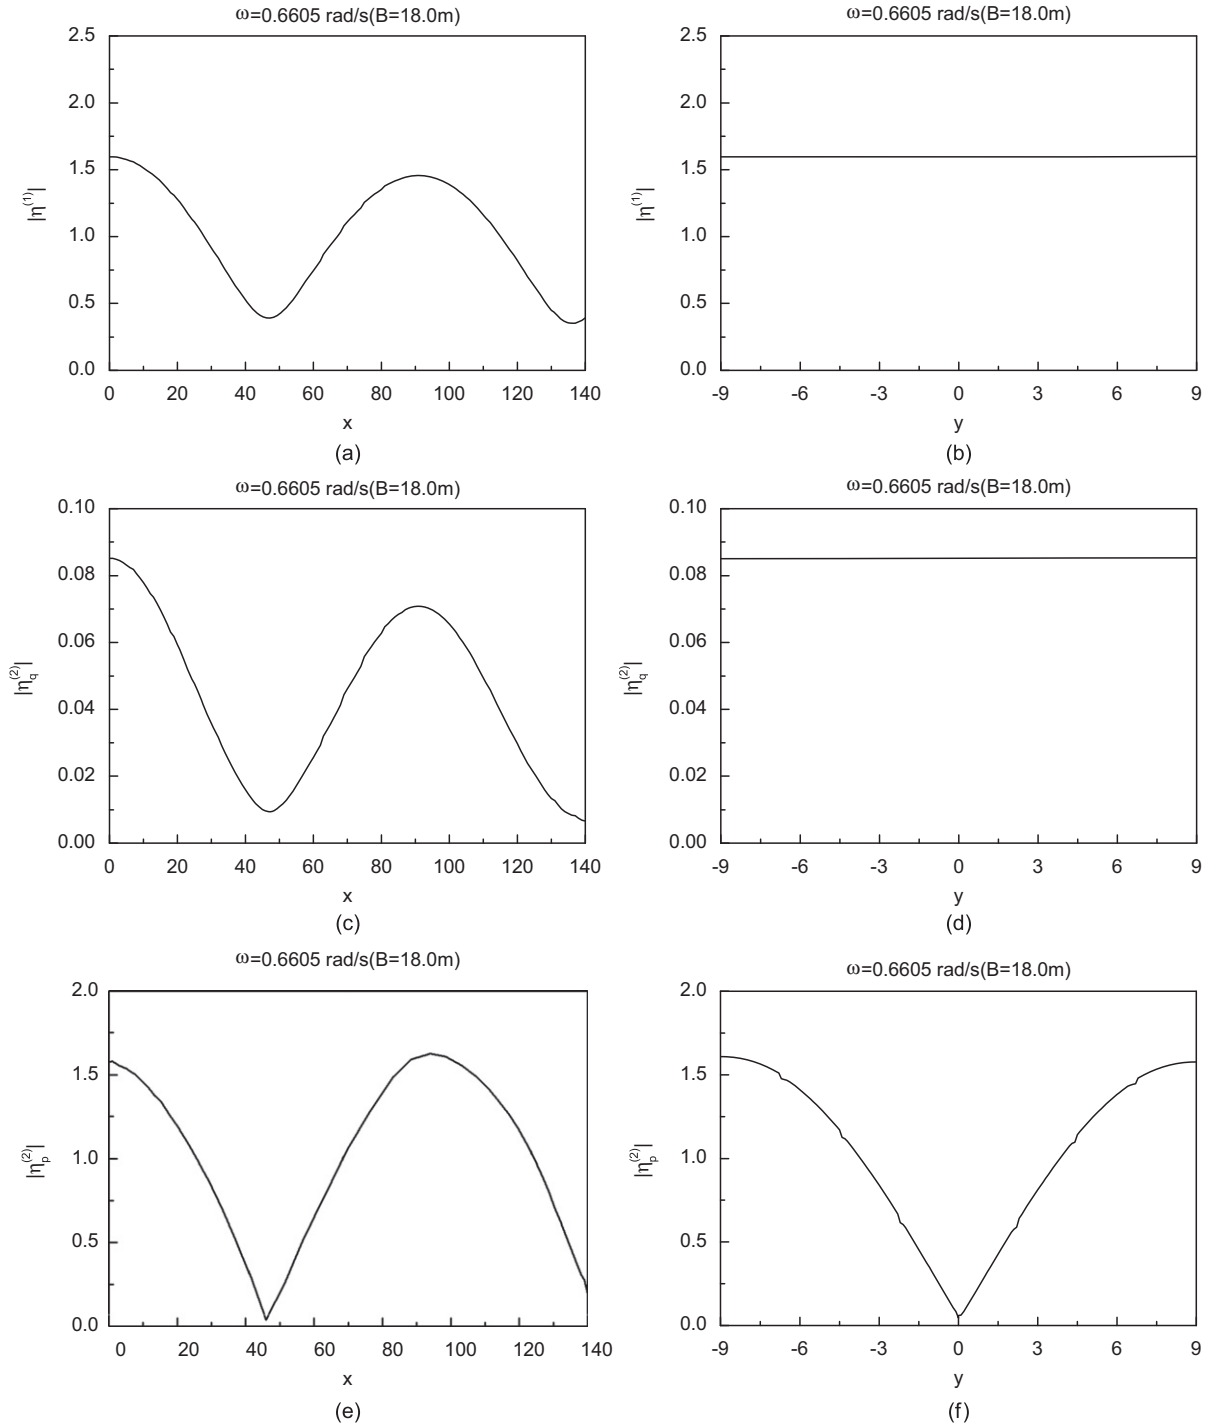 ω=0.6605 rad/s(B=18.0m)
2.5
2.0
1.5
1.0
0.5
0.0
|η⁽¹⁾|
0 20 40 60 80 100 120 140
x
(a)
ω=0.6605 rad/s(B=18.0m)
2.5
2.0
1.5
1.0
0.5
0.0
|η⁽¹⁾|
-9 -6 -3 0 3 6 9
y
(b)
ω=0.6605 rad/s(B=18.0m)
0.10
0.08
0.06
0.04
0.02
0.00
|η_q⁽²⁾|
0 20 40 60 80 100 120 140
x
(c)
ω=0.6605 rad/s(B=18.0m)
0.10
0.08
0.06
0.04
0.02
0.00
|η_q⁽²⁾|
-9 -6 -3 0 3 6 9
y
(d)
ω=0.6605 rad/s(B=18.0m)
2.0
1.5
1.0
0.5
0.0
|η_p⁽²⁾|
0 20 40 60 80 100 120 140
x
(e)
ω=0.6605 rad/s(B=18.0m)
2.0
1.5
1.0
0.5
0.0
|η_p⁽²⁾|
-9 -6 -3 0 3 6 9
y
(f)